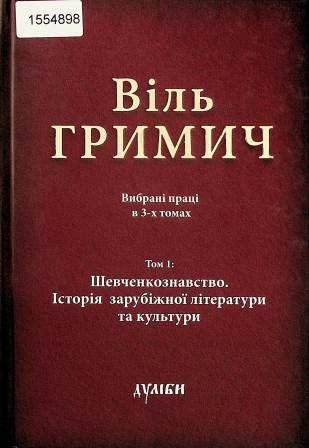 1554898
Віль
ГРИМИЧ
Вибрані праці
в 3-х томах
Том 1:
Шевченкознавство.
Історія зарубіжної літератури
та культури
ДУЛІБИ